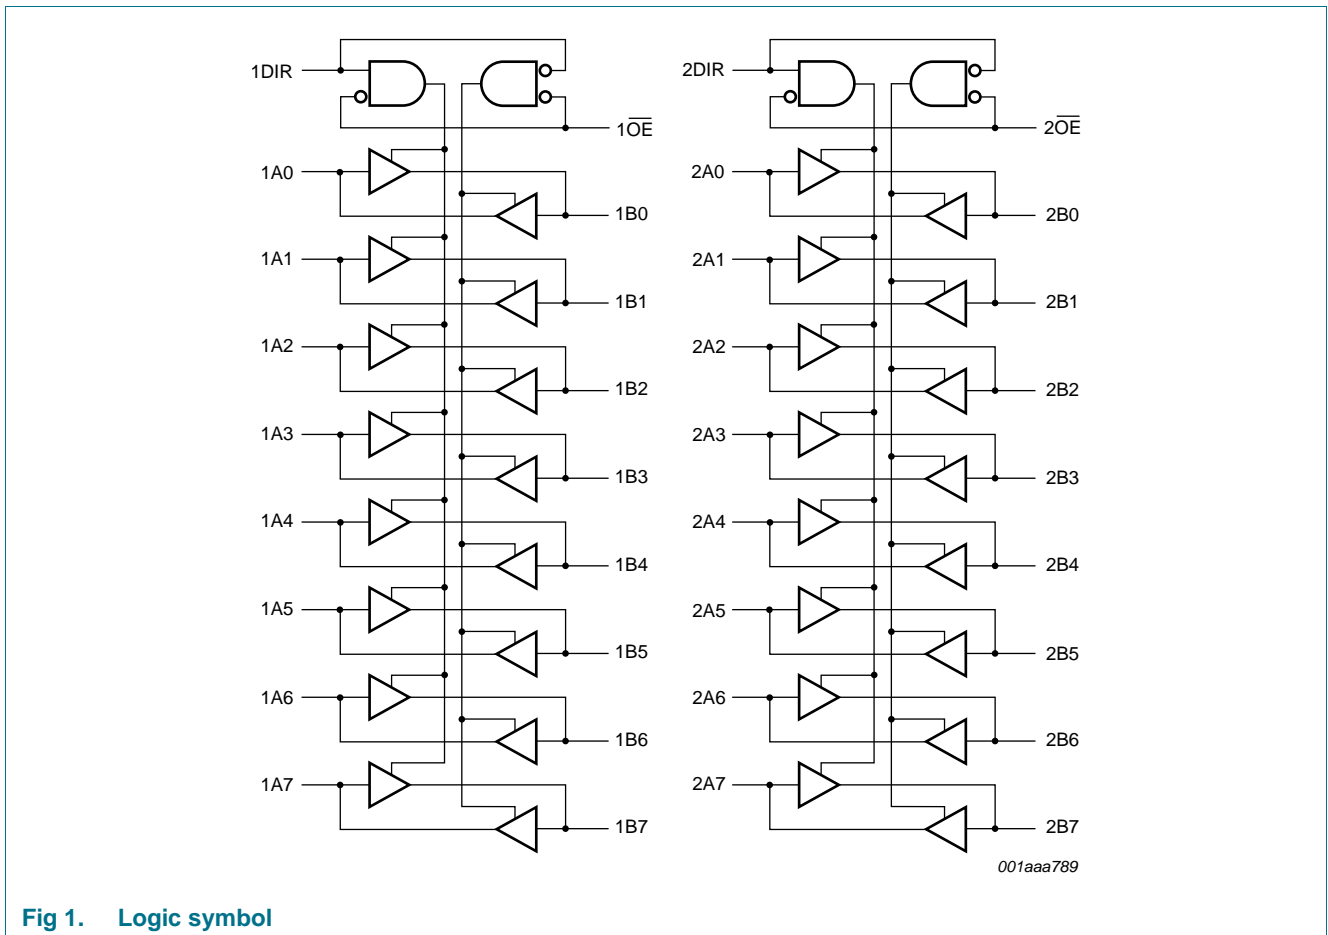 1DIR 2DIR
1O̅E̅ 2O̅E̅
1A0 2A0
1B0 2B0
1A1 2A1
1B1 2B1
1A2 2A2
1B2 2B2
1A3 2A3
1B3 2B3
1A4 2A4
1B4 2B4
1A5 2A5
1B5 2B5
1A6 2A6
1B6 2B6
1A7 2A7
1B7 2B7
001aaa789
Fig 1. Logic symbol